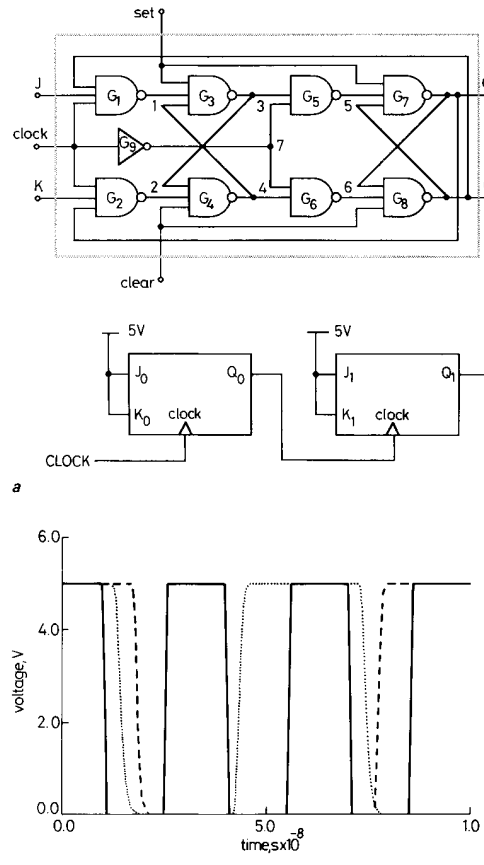 set
J
G1 1 G3 3 G5 5 G7
clock G9 7
K
G2 2 G4 4 G6 6 G8
clear
5V 5V
J0 Q0 J1 Q1
K0 clock K1 clock
CLOCK
a
6.0
4.0
2.0
0.0
voltage, V
0.0 5.0 1.0
time, s×10⁻⁸